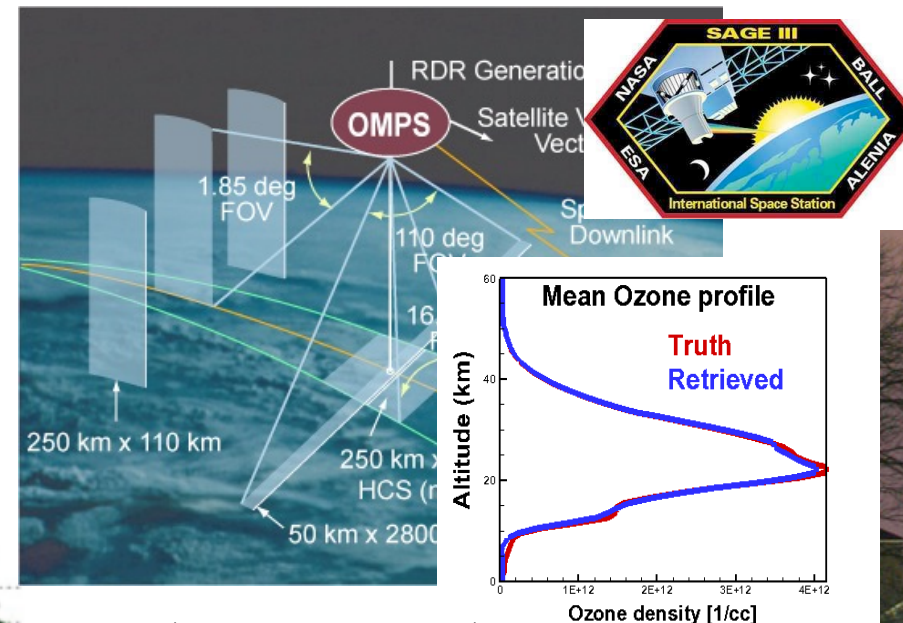 RDR Generatio
OMPS
Satellite V
Vect
1.85 deg
FOV
110 deg
Downlink
16.
250 km x 110 km
250 km x
HCS (
50 km x 2800
SAGE III
NASA
BALL
ESA
ALENIA
International Space Station
Mean Ozone profile
Truth
Retrieved
Altitude (km)
60
40
20
0
0
1E+12
2E+12
3E+12
4E+12
Ozone density [1/cc]